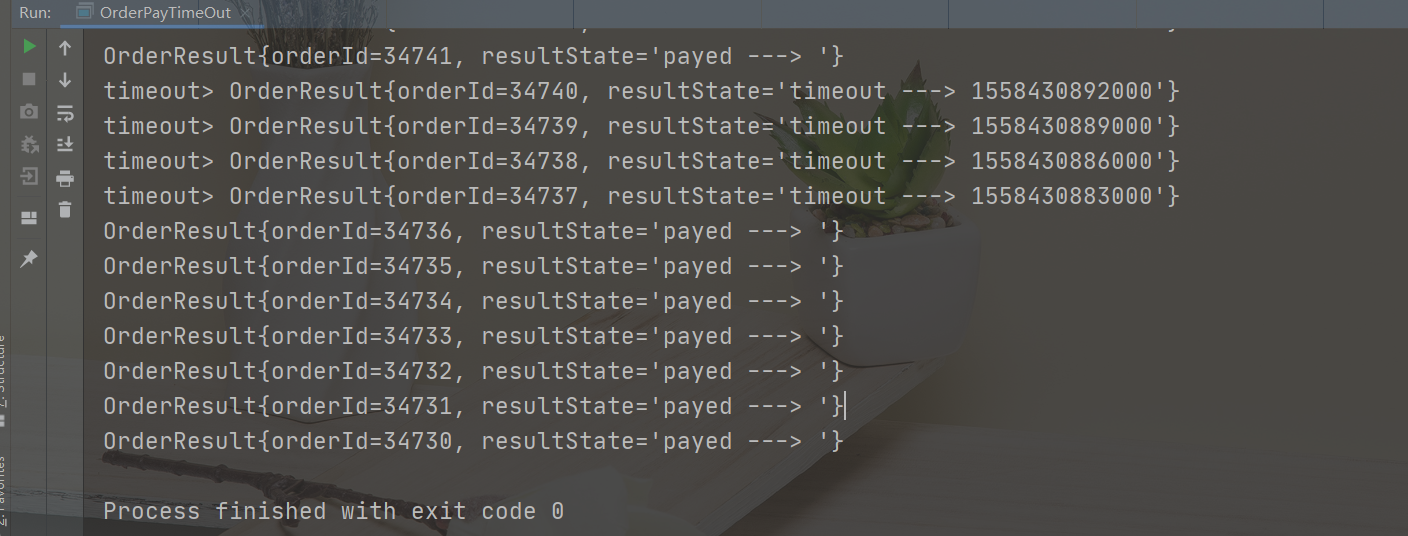 Run: OrderPayTimeOut
OrderResult{orderId=34741, resultState='payed ---> '}
timeout> OrderResult{orderId=34740, resultState='timeout ---> 1558430892000'}
timeout> OrderResult{orderId=34739, resultState='timeout ---> 1558430889000'}
timeout> OrderResult{orderId=34738, resultState='timeout ---> 1558430886000'}
timeout> OrderResult{orderId=34737, resultState='timeout ---> 1558430883000'}
OrderResult{orderId=34736, resultState='payed ---> '}
OrderResult{orderId=34735, resultState='payed ---> '}
OrderResult{orderId=34734, resultState='payed ---> '}
OrderResult{orderId=34733, resultState='payed ---> '}
OrderResult{orderId=34732, resultState='payed ---> '}
OrderResult{orderId=34731, resultState='payed ---> '}
OrderResult{orderId=34730, resultState='payed ---> '}
Process finished with exit code 0
Structure
2: Favorites